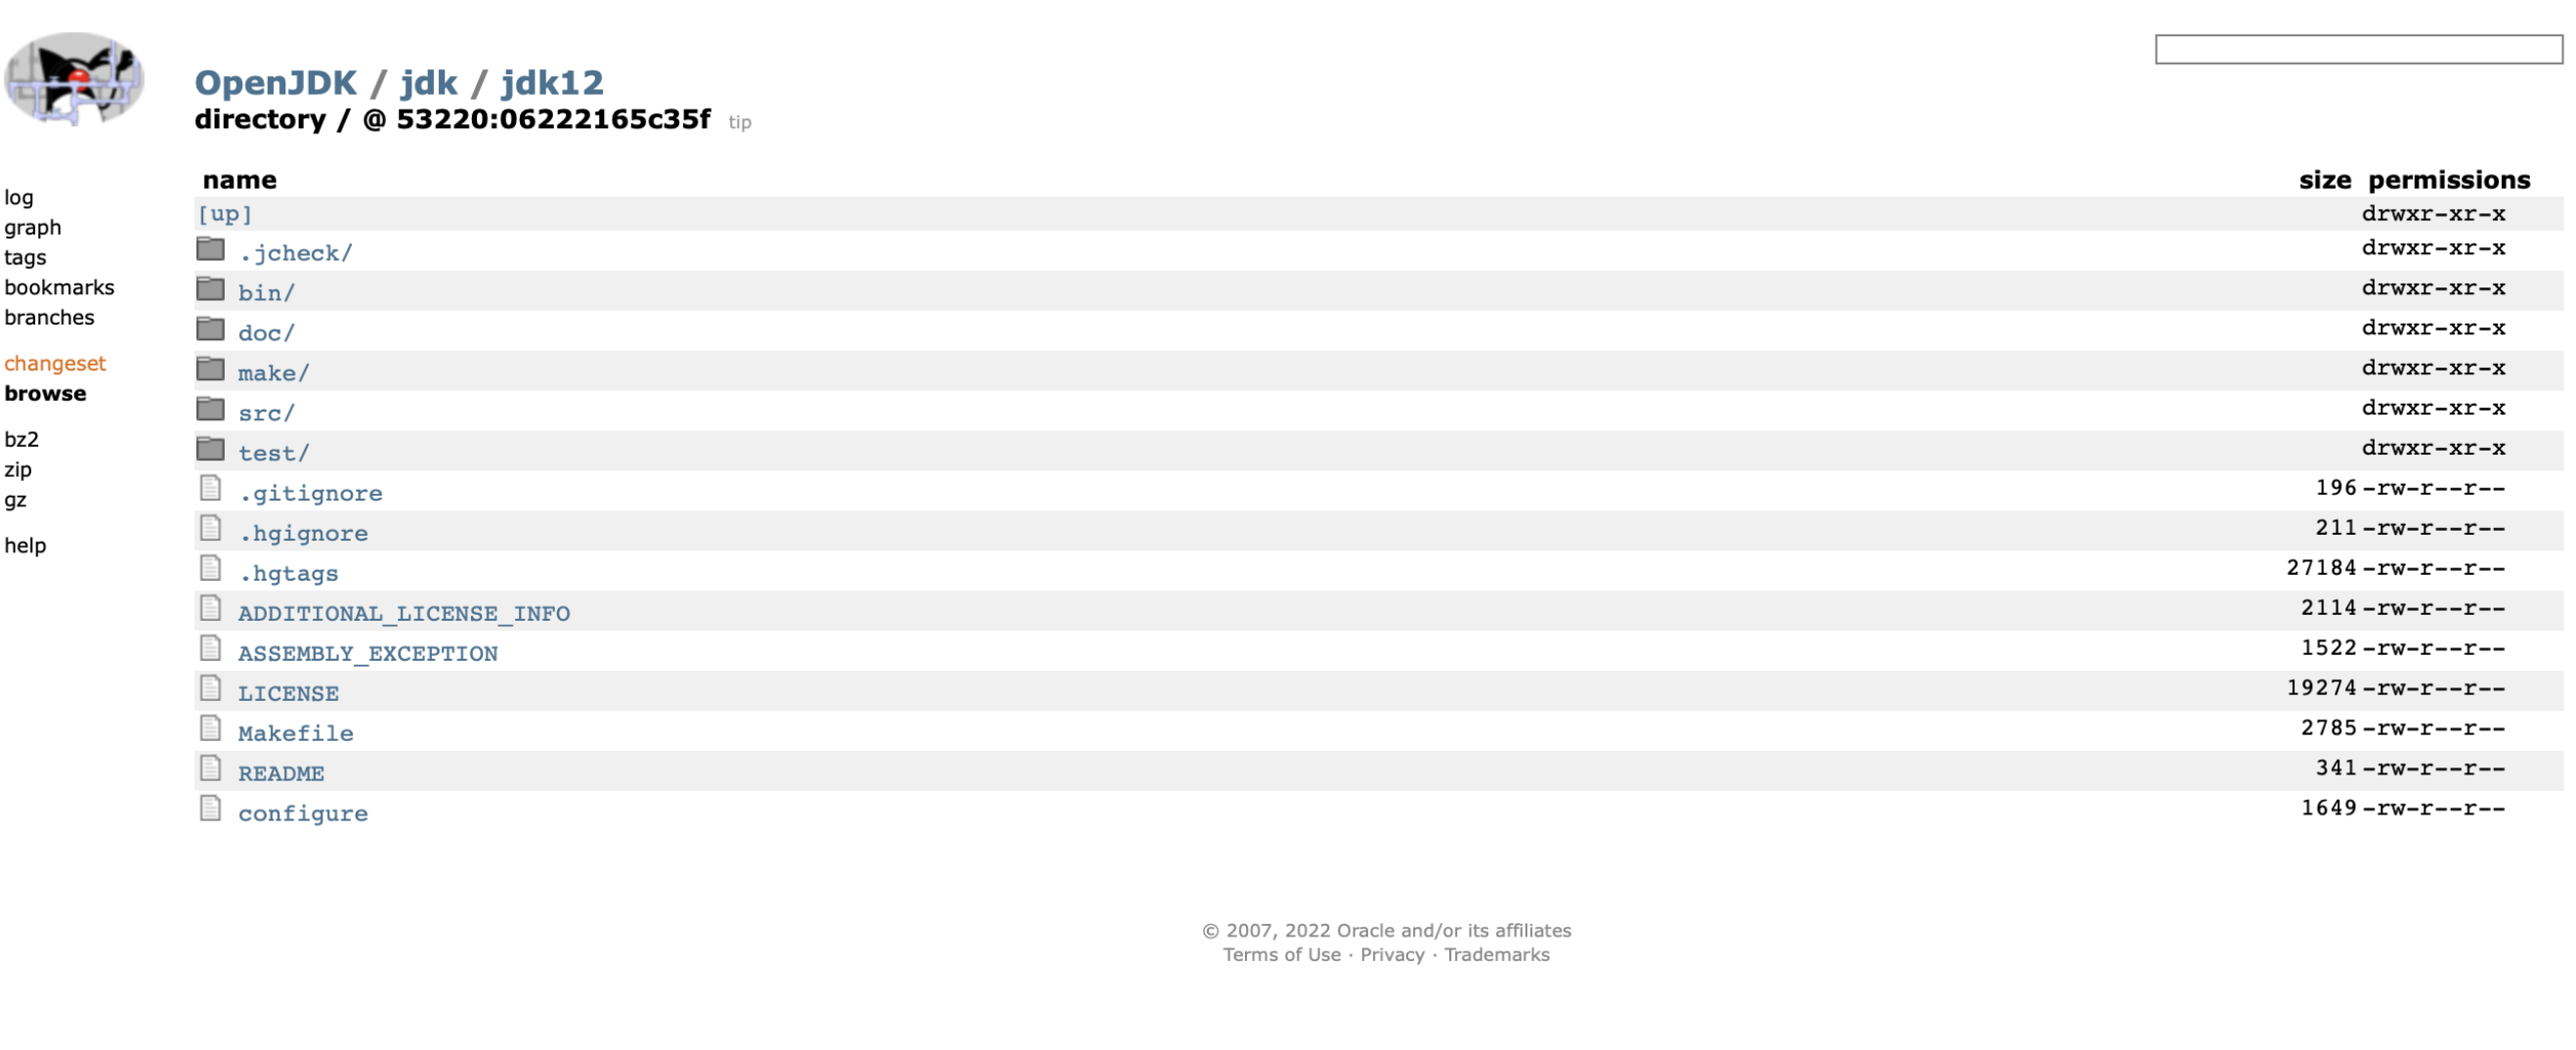 OpenJDK / jdk / jdk12
directory / @ 53220:06222165c35f tip
log
graph
tags
bookmarks
branches
changeset
browse
bz2
zip
gz
help
name size permissions
[up] drwxr-xr-x
.jcheck/ drwxr-xr-x
bin/ drwxr-xr-x
doc/ drwxr-xr-x
make/ drwxr-xr-x
src/ drwxr-xr-x
test/ drwxr-xr-x
.gitignore 196 -rw-r--r--
.hgignore 211 -rw-r--r--
.hgtags 27184 -rw-r--r--
ADDITIONAL_LICENSE_INFO 2114 -rw-r--r--
ASSEMBLY_EXCEPTION 1522 -rw-r--r--
LICENSE 19274 -rw-r--r--
Makefile 2785 -rw-r--r--
README 341 -rw-r--r--
configure 1649 -rw-r--r--
© 2007, 2022 Oracle and/or its affiliates
Terms of Use · Privacy · Trademarks